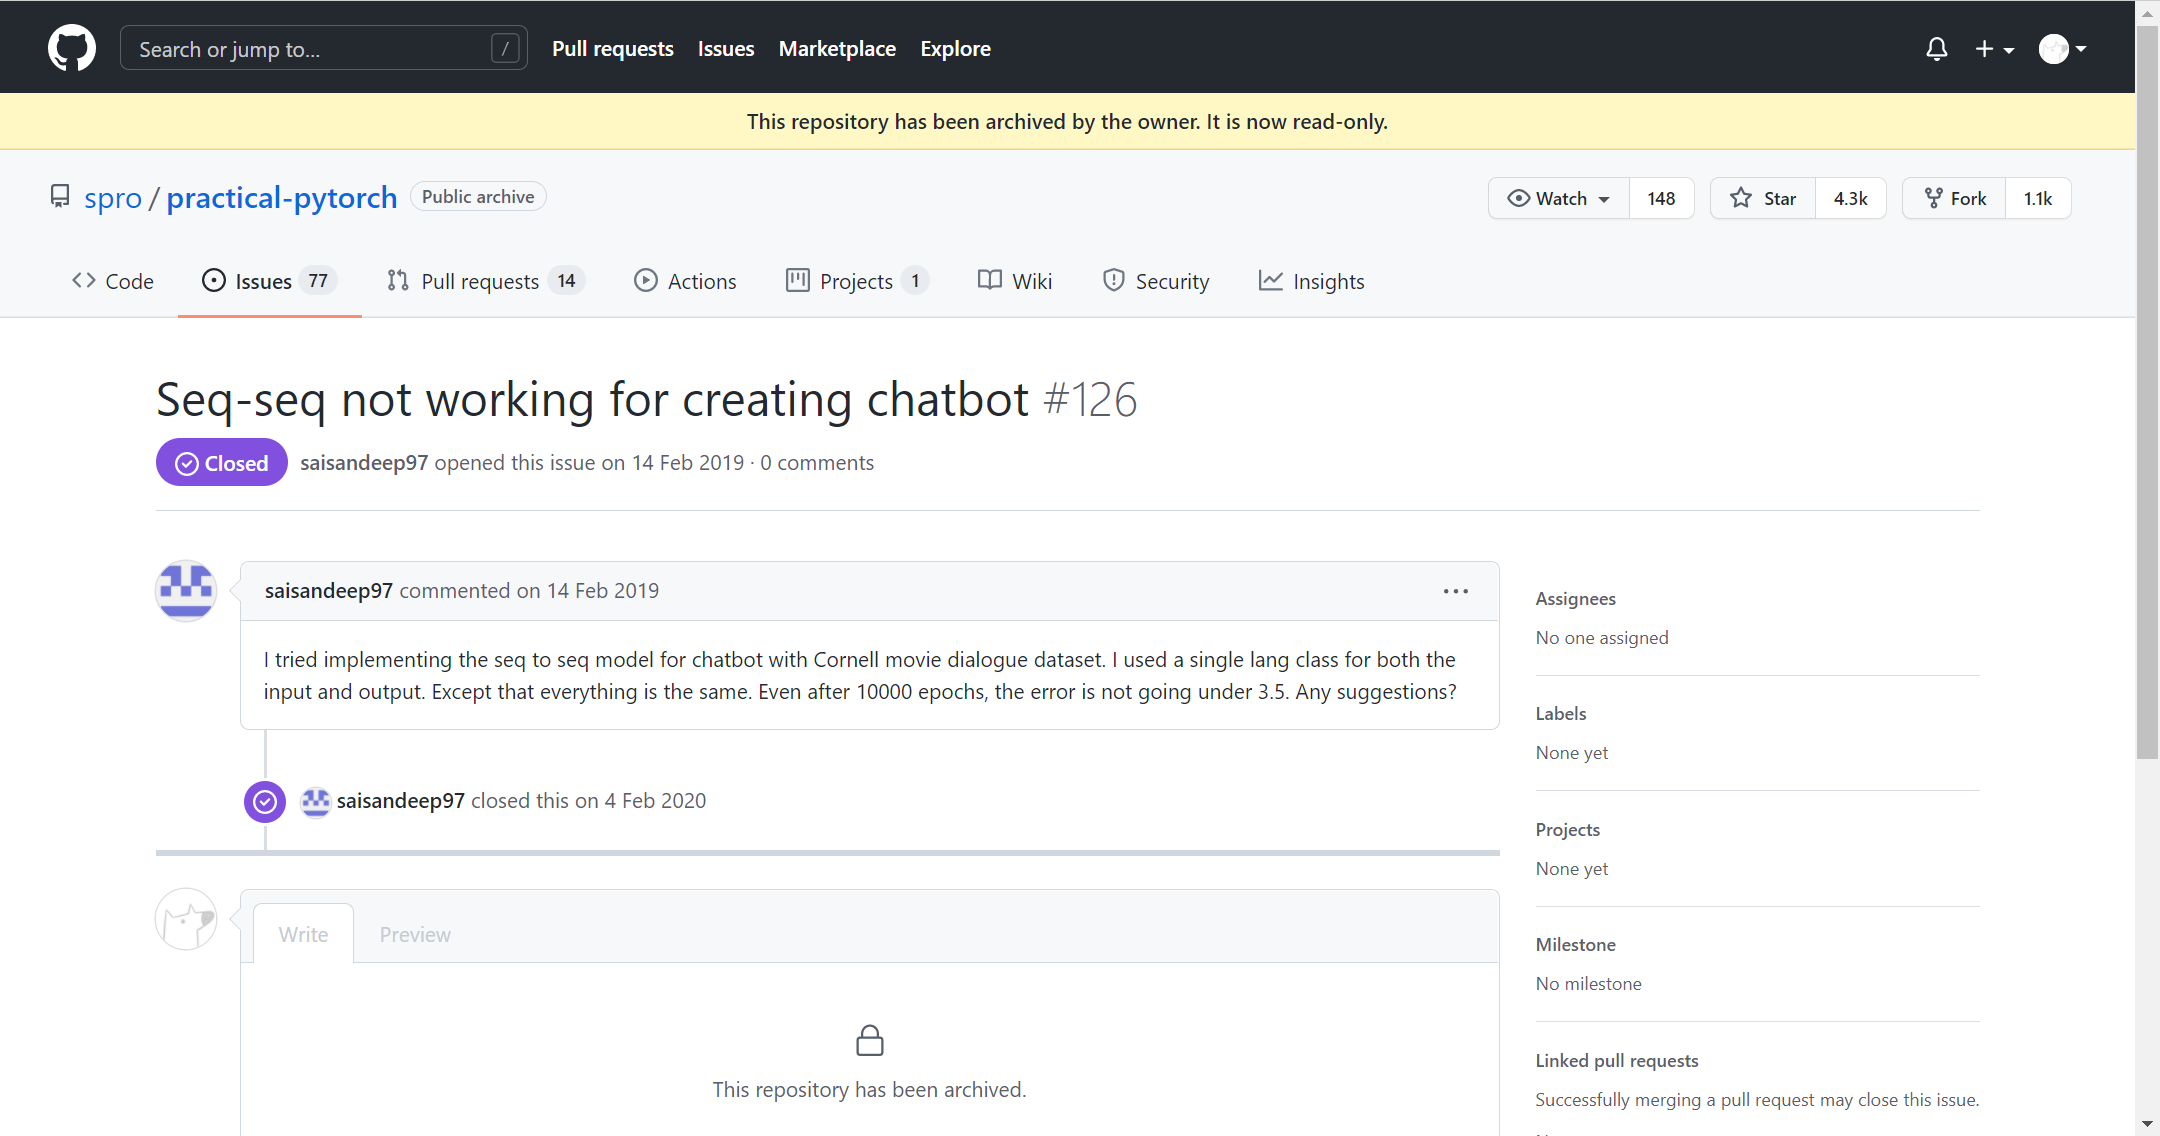 Search or jump to... /
Pull requests Issues Marketplace Explore
This repository has been archived by the owner. It is now read-only.
spro / practical-pytorch Public archive
Watch 148 Star 4.3k Fork 1.1k
Code Issues 77 Pull requests 14 Actions Projects 1 Wiki Security Insights
Seq-seq not working for creating chatbot #126
Closed saisandeep97 opened this issue on 14 Feb 2019 · 0 comments
saisandeep97 commented on 14 Feb 2019 ...
I tried implementing the seq to seq model for chatbot with Cornell movie dialogue dataset. I used a single lang class for both the
input and output. Except that everything is the same. Even after 10000 epochs, the error is not going under 3.5. Any suggestions?
saisandeep97 closed this on 4 Feb 2020
Write Preview
This repository has been archived.
Assignees
No one assigned
Labels
None yet
Projects
None yet
Milestone
No milestone
Linked pull requests
Successfully merging a pull request may close this issue.